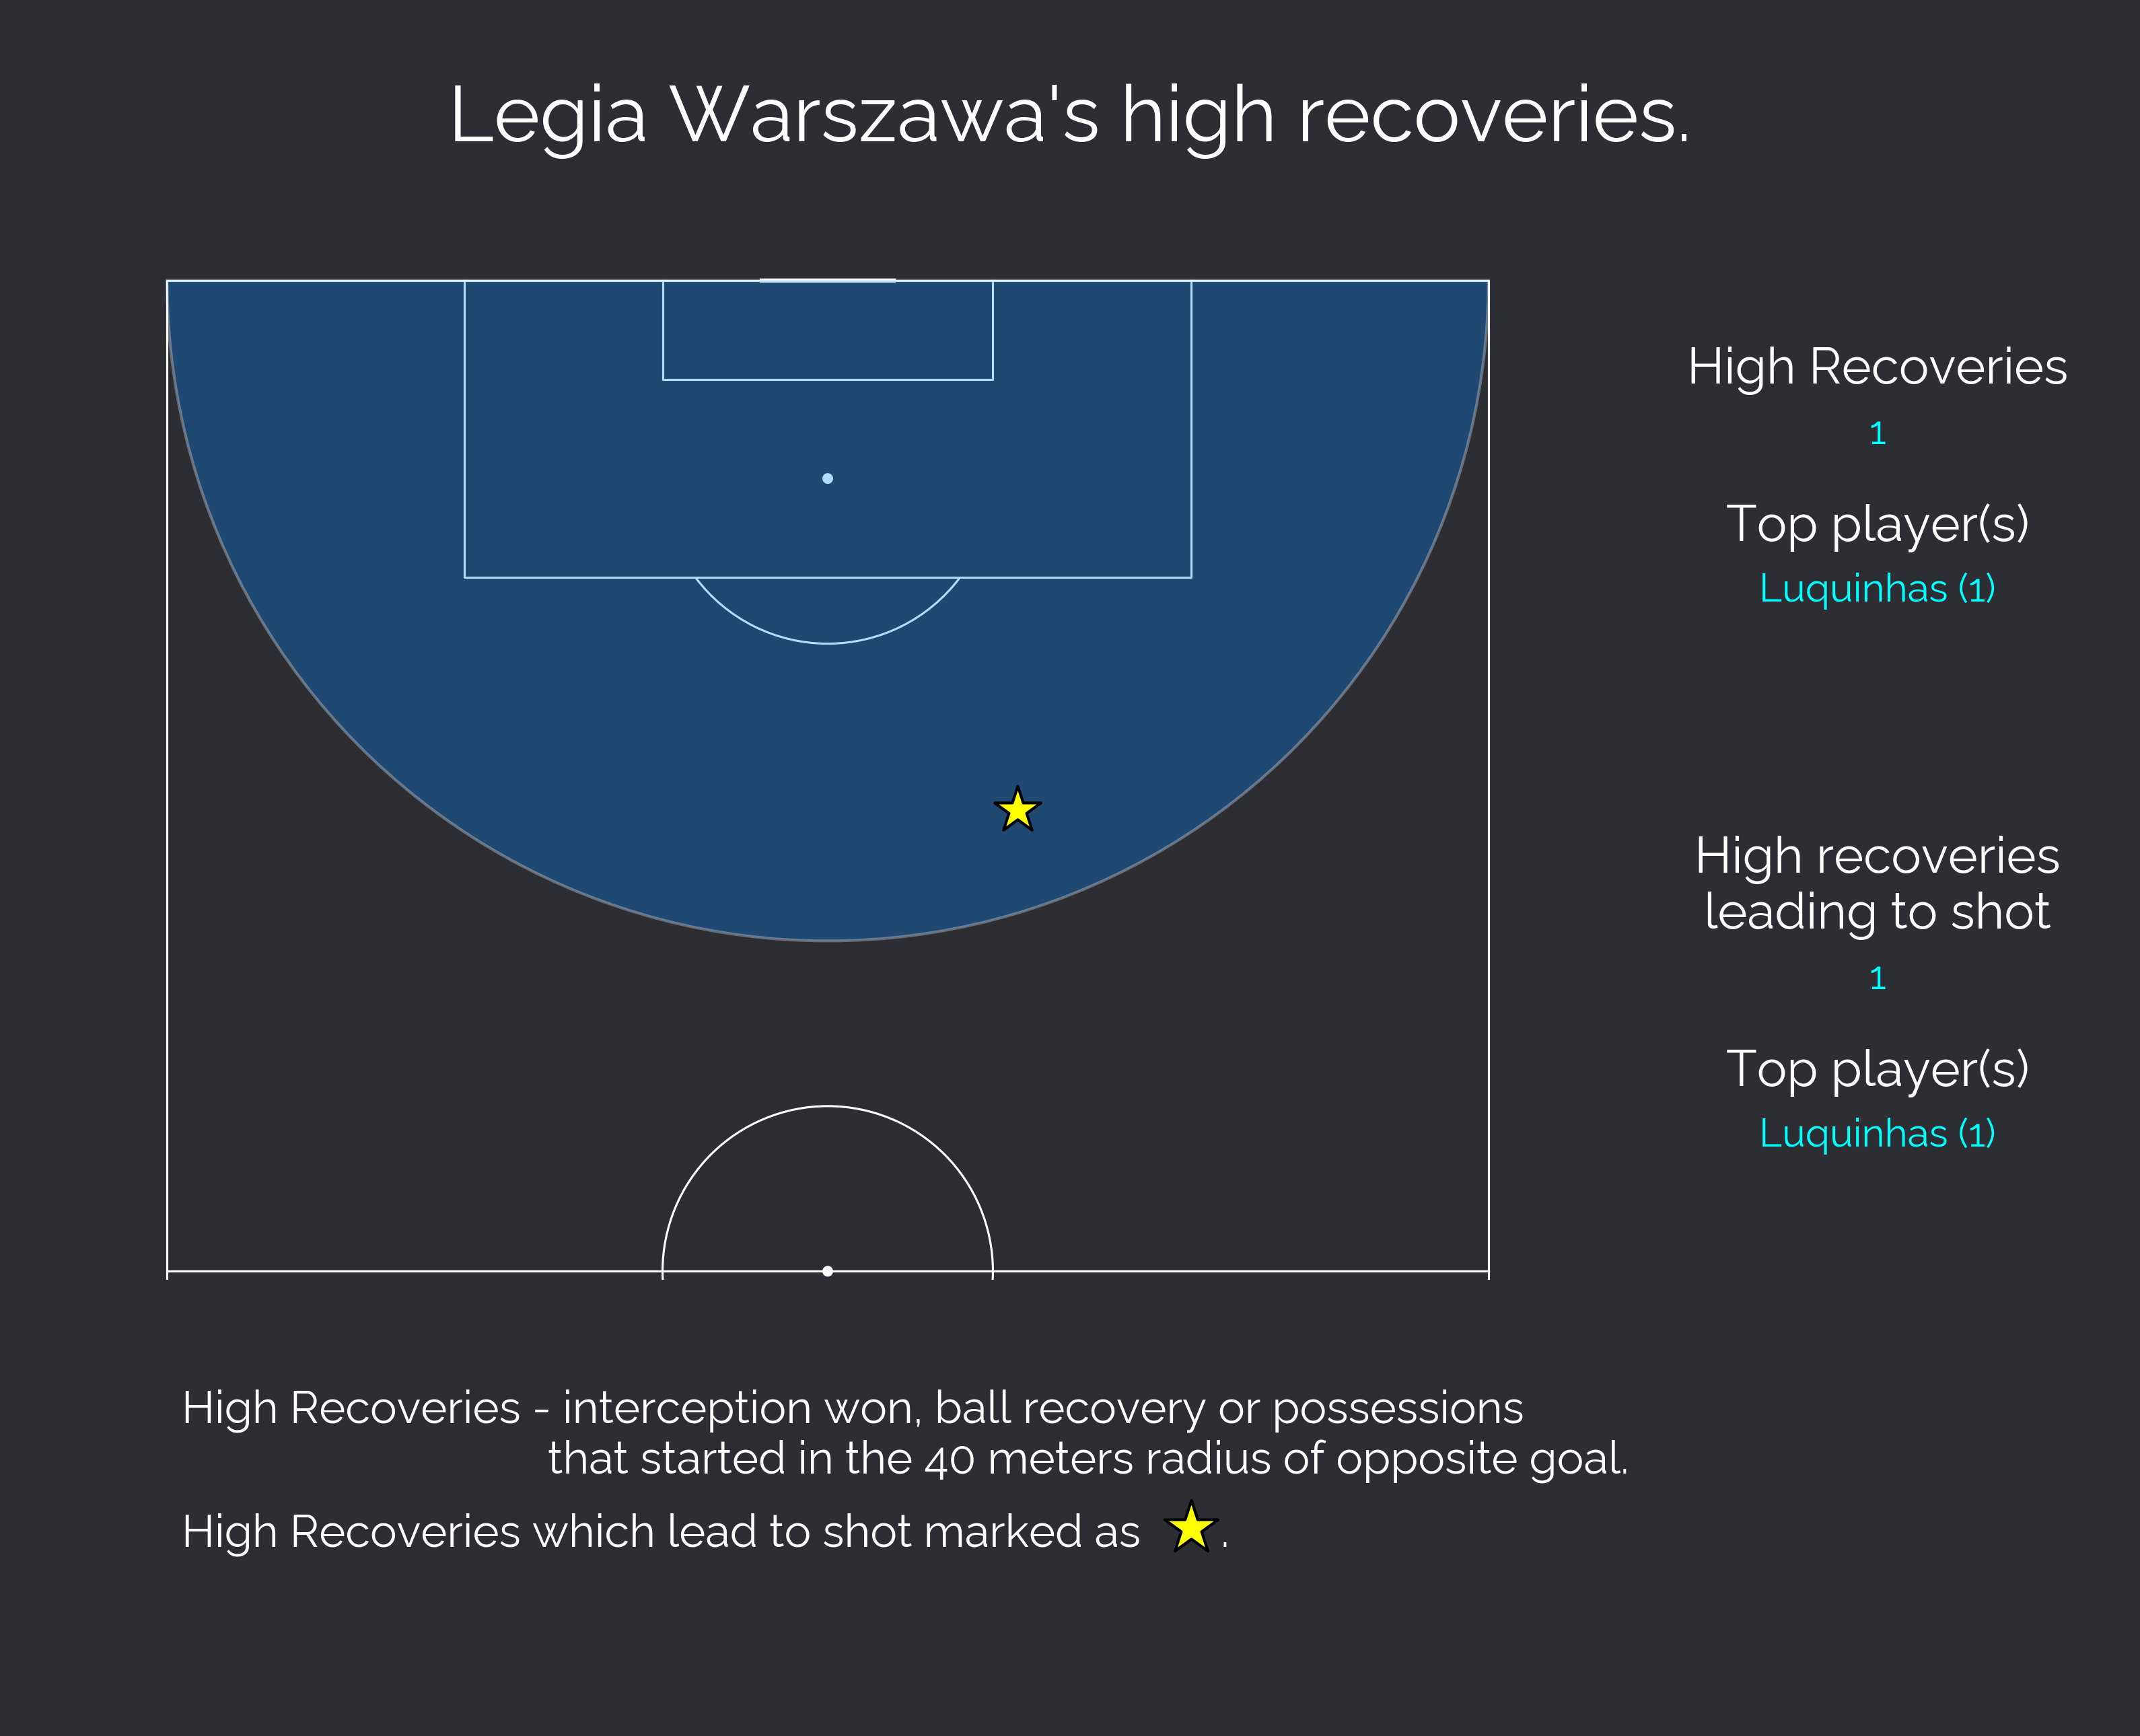 Legia Warszawa's high recoveries.
High Recoveries
1
Top player(s)
Luquinhas (1)
High recoveries
leading to shot
1
Top player(s)
Luquinhas (1)
High Recoveries - interception won, ball recovery or possessions
that started in the 40 meters radius of opposite goal.
High Recoveries which lead to shot marked as .